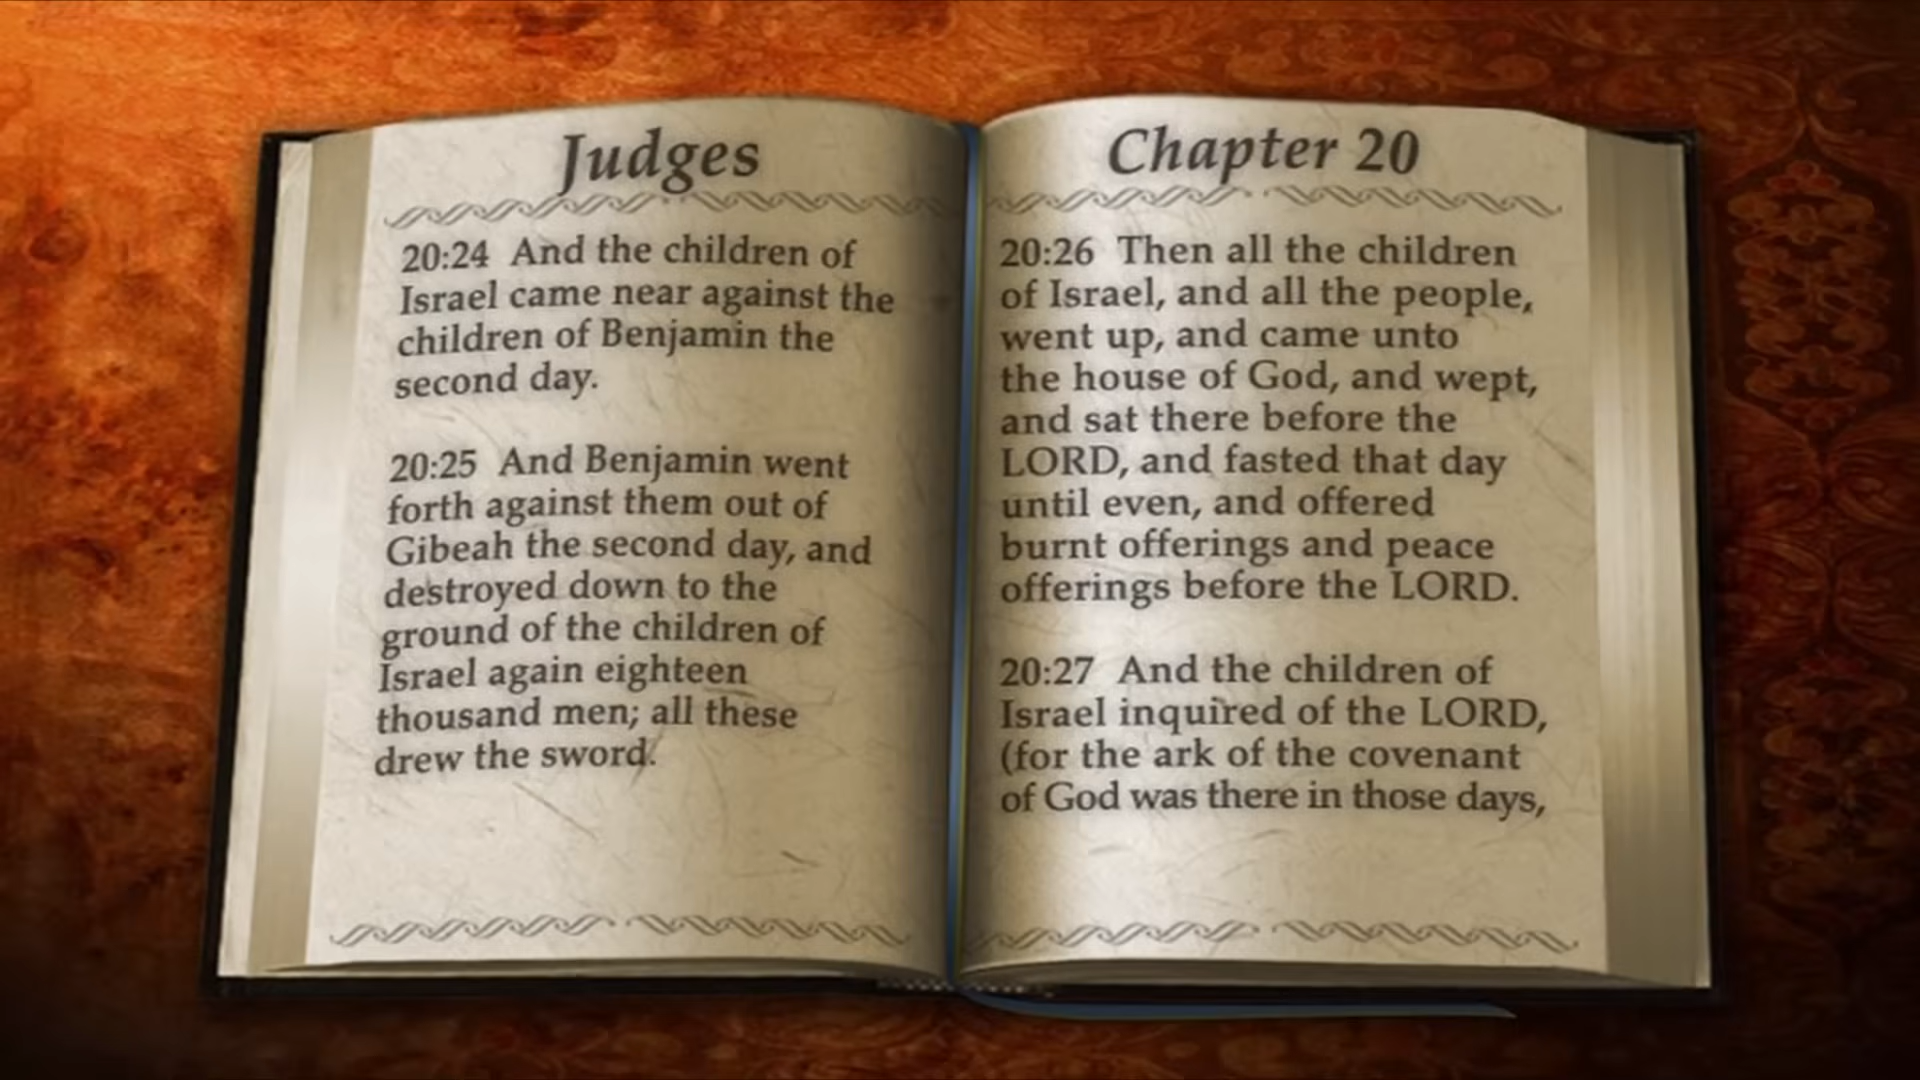 Judges
20:24 And the children of
Israel came near against the
children of Benjamin the
second day.
20:25 And Benjamin went
forth against them out of
Gibeah the second day, and
destroyed down to the
ground of the children of
Israel again eighteen
thousand men; all these
drew the sword.
Chapter 20
20:26 Then all the children
of Israel, and all the people,
went up, and came unto
the house of God, and wept,
and sat there before the
LORD, and fasted that day
until even, and offered
burnt offerings and peace
offerings before the LORD.
20:27 And the children of
Israel inquired of the LORD,
(for the ark of the covenant
of God was there in those days,